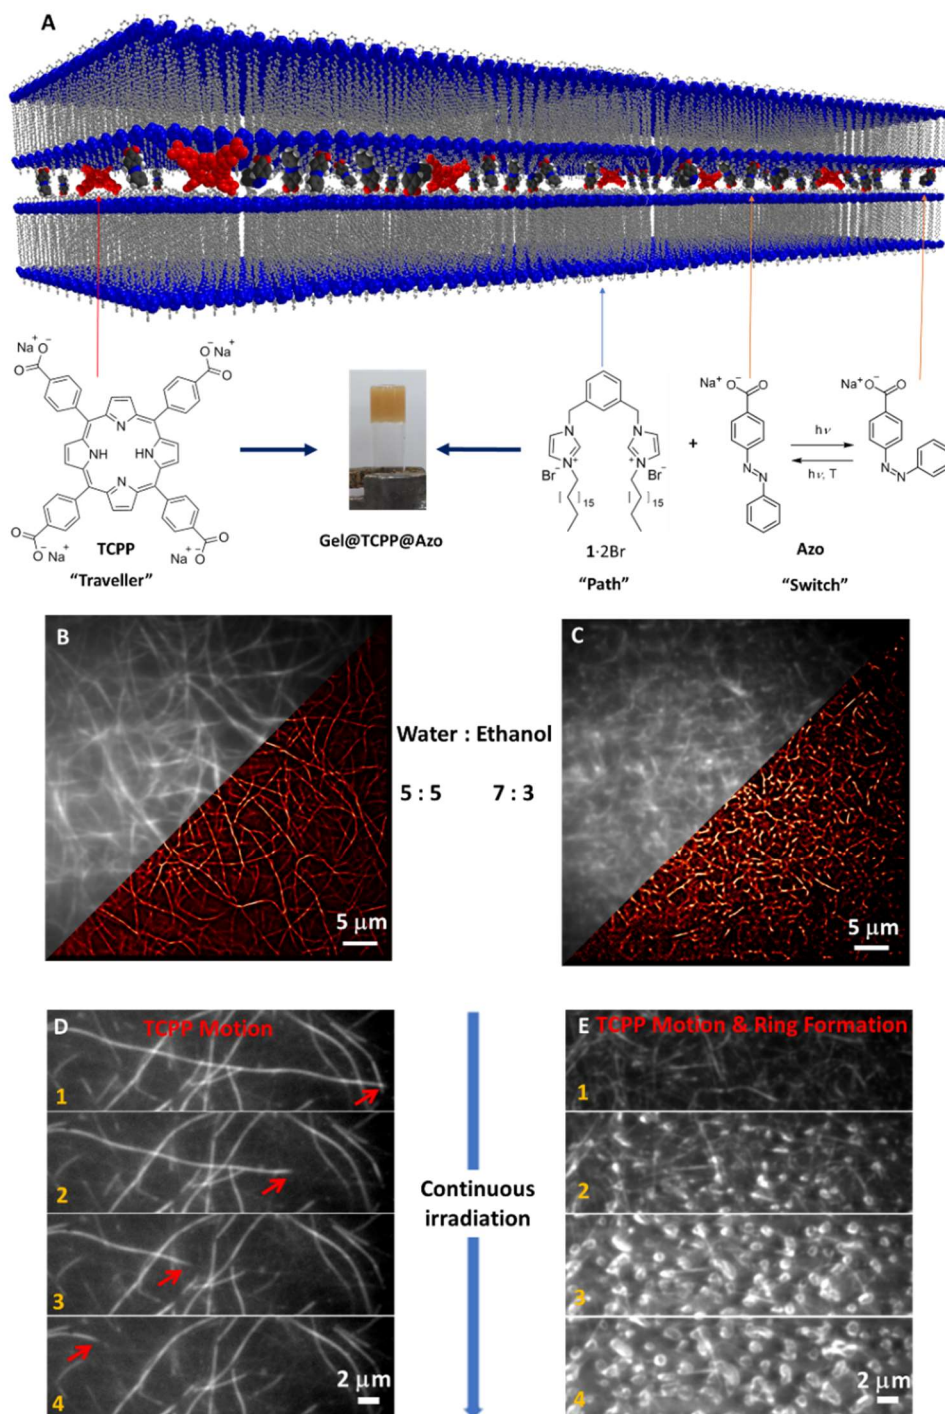 A
Na⁺
O⁻
O
O⁻
Na⁺
O
N
NH
HN
N
O
O⁻
Na⁺
O
Na⁺
O⁻
TCPP
“Traveller”
Gel@TCPP@Azo
N
N⁺
Br⁻
[ ]15
N
N⁺
Br⁻
[ ]15
1·2Br
“Path”
+
Na⁺
⁻O
O
N
N
hν
hν, T
Na⁺
⁻O
O
N=N
Azo
“Switch”
B
5 μm
Water : Ethanol
5 : 5 7 : 3
C
5 μm
D
TCPP Motion
1
2
3
4
2 μm
Continuous
irradiation
E
TCPP Motion & Ring Formation
1
2
3
4
2 μm